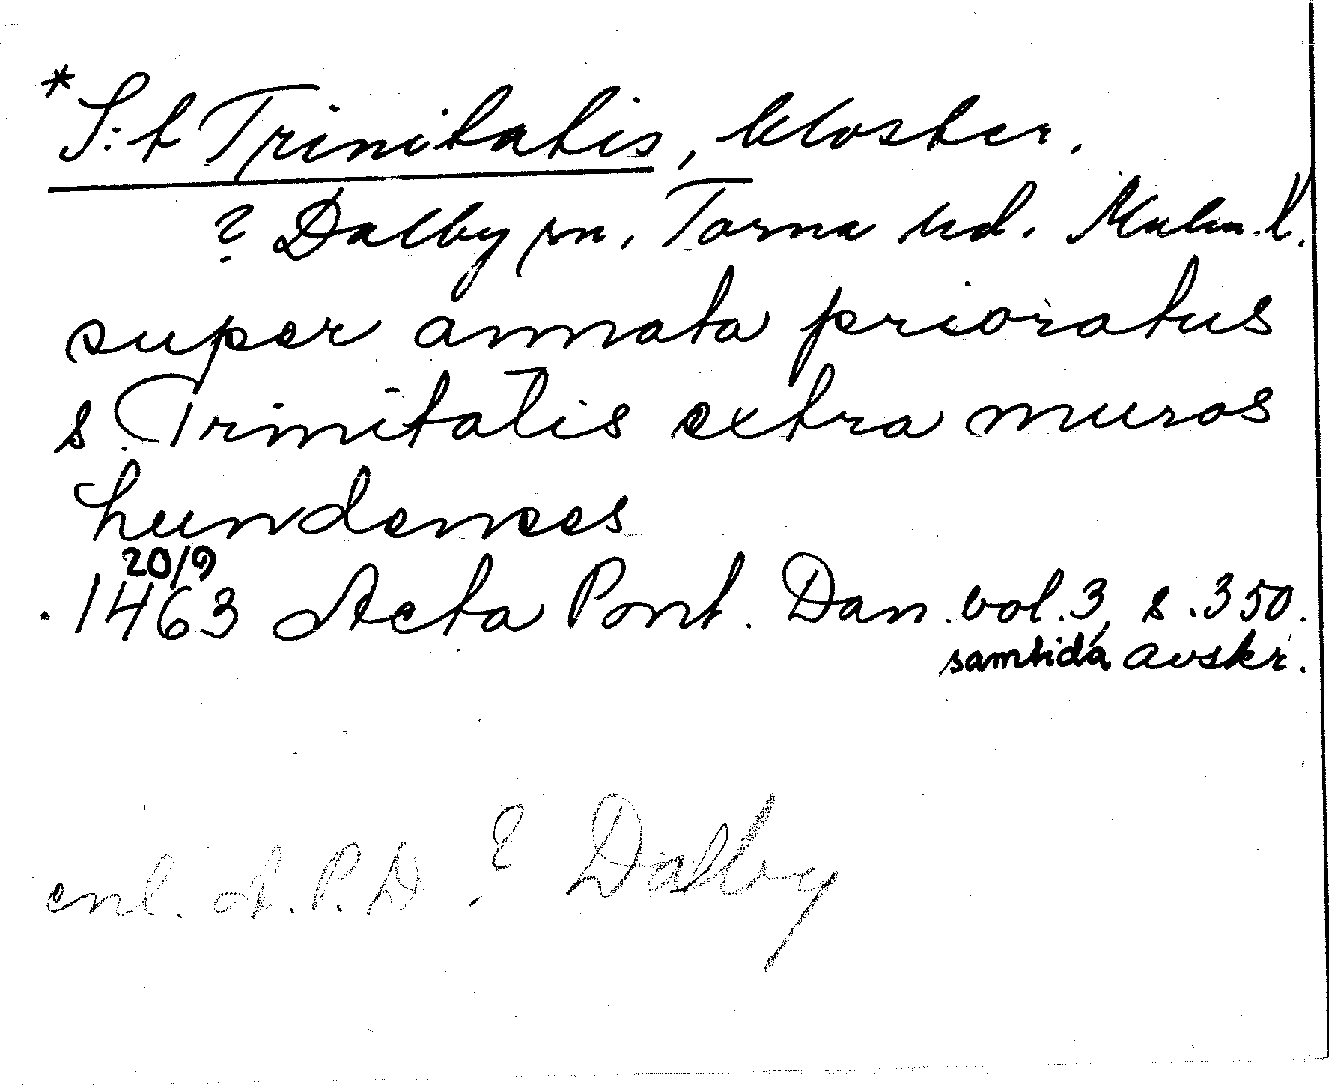 *S:t Trinitatis, kloster.
? Dalby sn, Torna hd. Malm. l.
super annata prioratus
s. Trinitatis extra muros
Lundenses
20/9
.1463 Acta Pont. Dan. vol. 3, s. 350.
samtida avskr.
enl. A.P.D ? Dalby